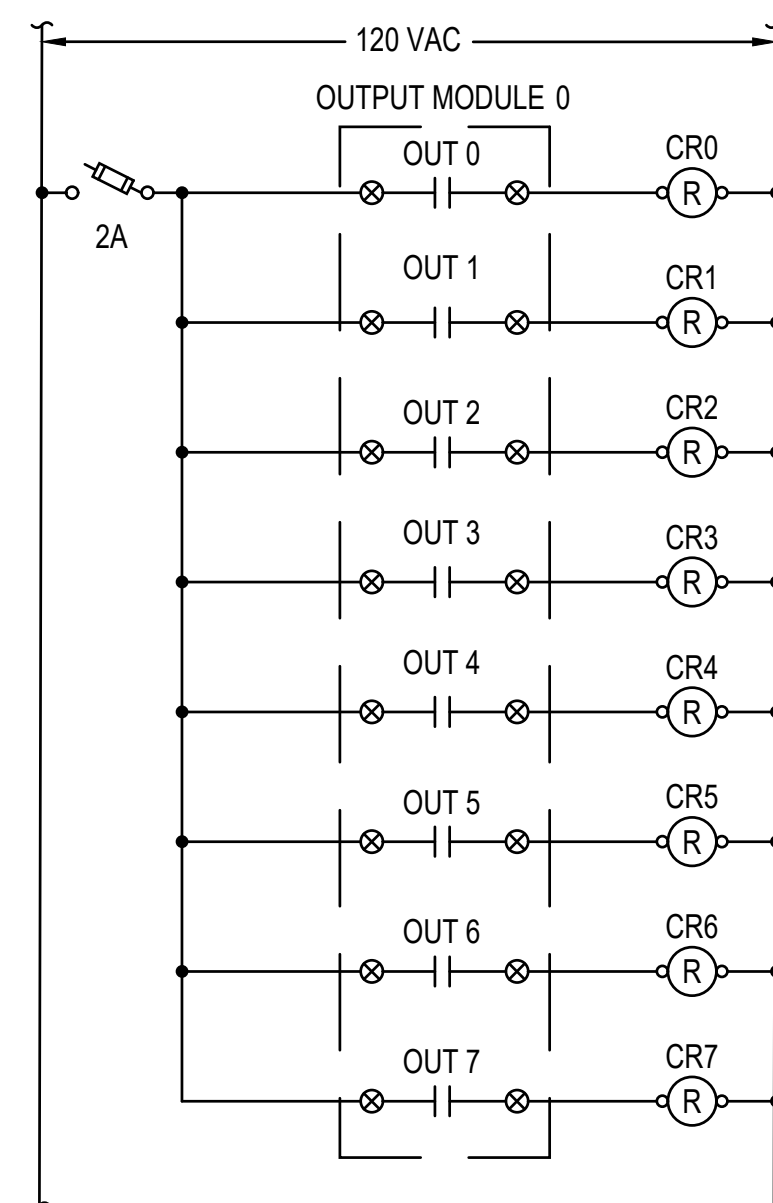 120 VAC
OUTPUT MODULE 0
OUT 0
CR0
R
2A
OUT 1
CR1
R
OUT 2
CR2
R
OUT 3
CR3
R
OUT 4
CR4
R
OUT 5
CR5
R
OUT 6
CR6
R
OUT 7
CR7
R